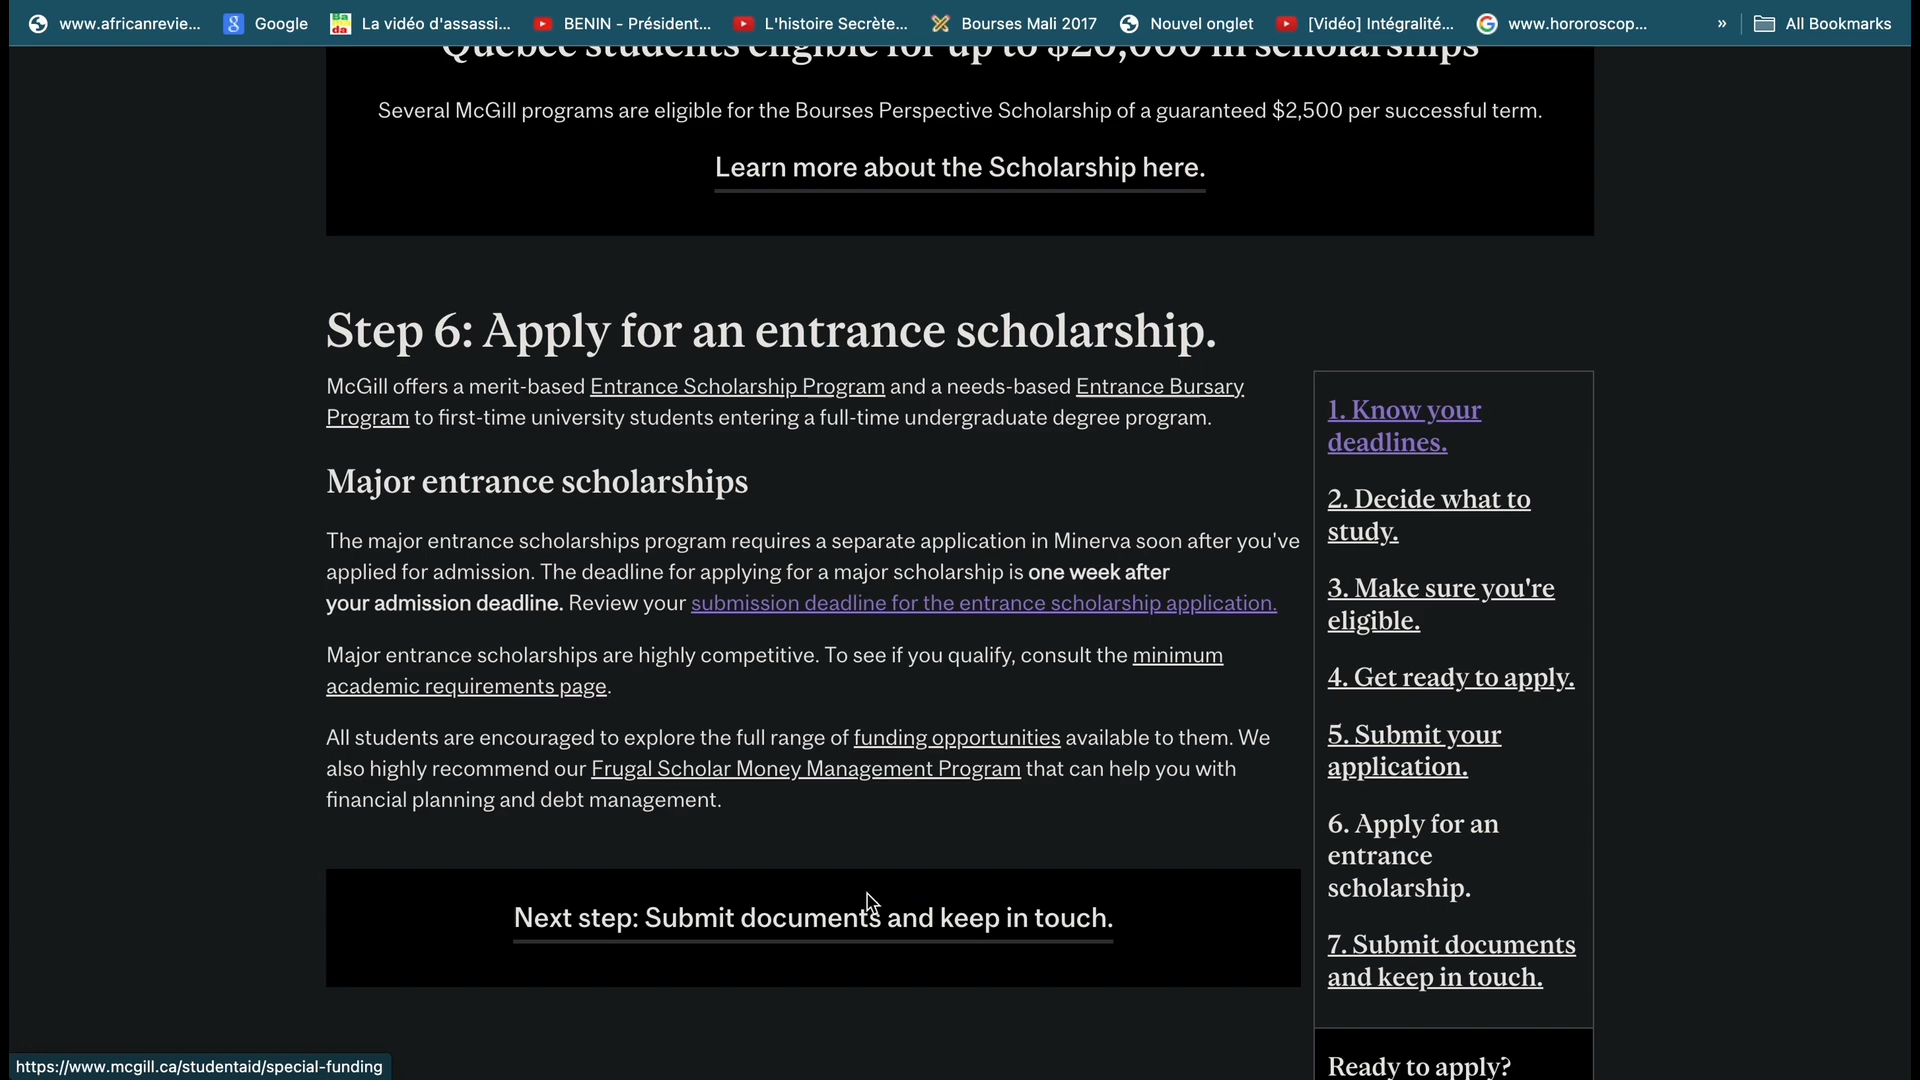 www.africanrevie...
Google
La vidéo d'assassi...
BENIN - Président...
L'histoire Secrète...
Bourses Mali 2017
Nouvel onglet
[Vidéo] Intégralité...
www.hororoscop...
»
All Bookmarks
Quebec students eligible for up to $20,000 in scholarships
Several McGill programs are eligible for the Bourses Perspective Scholarship of a guaranteed $2,500 per successful term.
Learn more about the Scholarship here.
Step 6: Apply for an entrance scholarship.
McGill offers a merit-based Entrance Scholarship Program and a needs-based Entrance Bursary
Program to first-time university students entering a full-time undergraduate degree program.
Major entrance scholarships
The major entrance scholarships program requires a separate application in Minerva soon after you've
applied for admission. The deadline for applying for a major scholarship is one week after
your admission deadline. Review your submission deadline for the entrance scholarship application.
Major entrance scholarships are highly competitive. To see if you qualify, consult the minimum
academic requirements page.
All students are encouraged to explore the full range of funding opportunities available to them. We
also highly recommend our Frugal Scholar Money Management Program that can help you with
financial planning and debt management.
Next step: Submit documents and keep in touch.
1. Know your
deadlines.
2. Decide what to
study.
3. Make sure you're
eligible.
4. Get ready to apply.
5. Submit your
application.
6. Apply for an
entrance
scholarship.
7. Submit documents
and keep in touch.
Ready to apply?
https://www.mcgill.ca/studentaid/special-funding